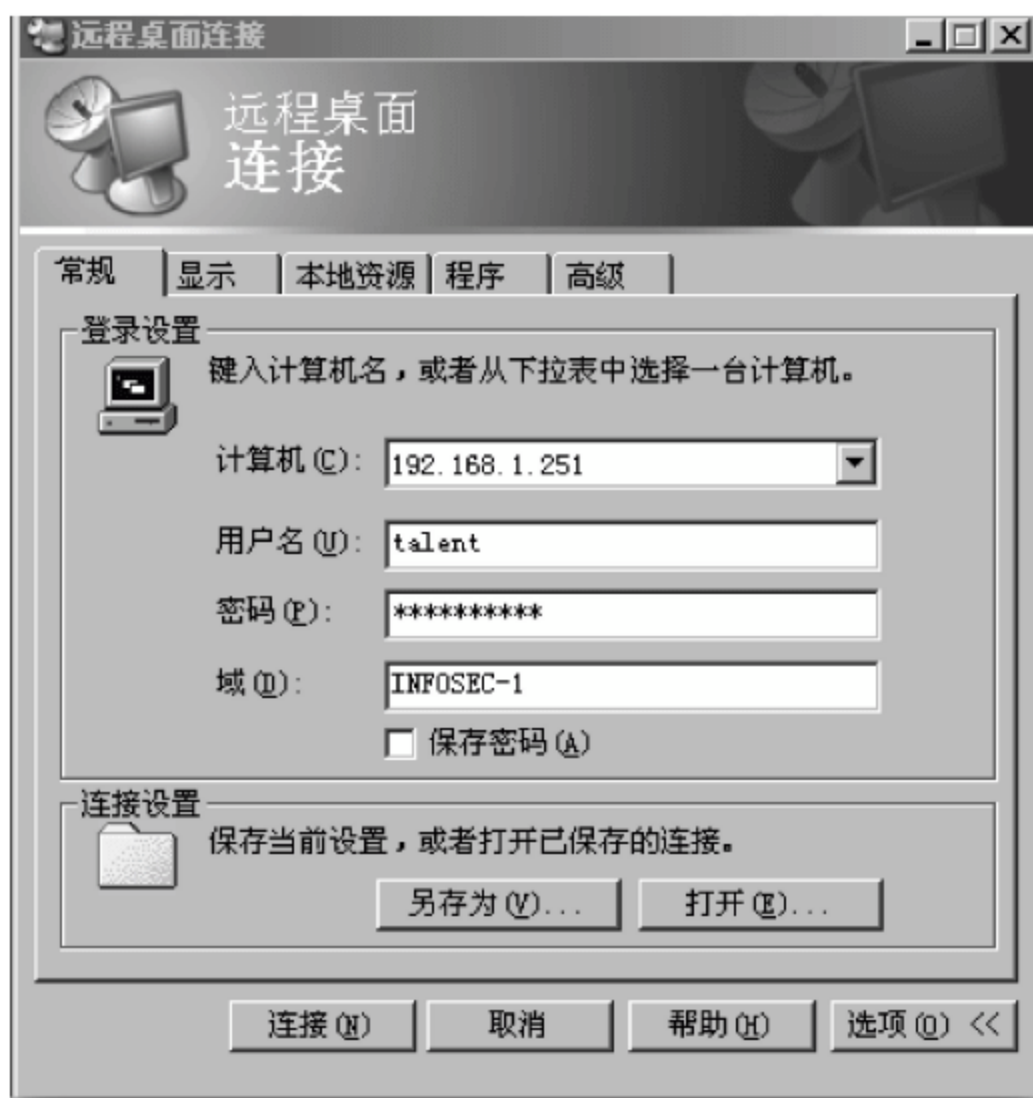 远程桌面连接
远程桌面
连接
常规 显示 本地资源 程序 高级
登录设置
键入计算机名，或者从下拉表中选择一台计算机。
计算机(C): 192.168.1.251
用户名(U): talent
密码(P): **********
域(D): INFOSEC-1
保存密码(A)
连接设置
保存当前设置，或者打开已保存的连接。
另存为(V)... 打开(E)...
连接(N) 取消 帮助(H) 选项(O) <<